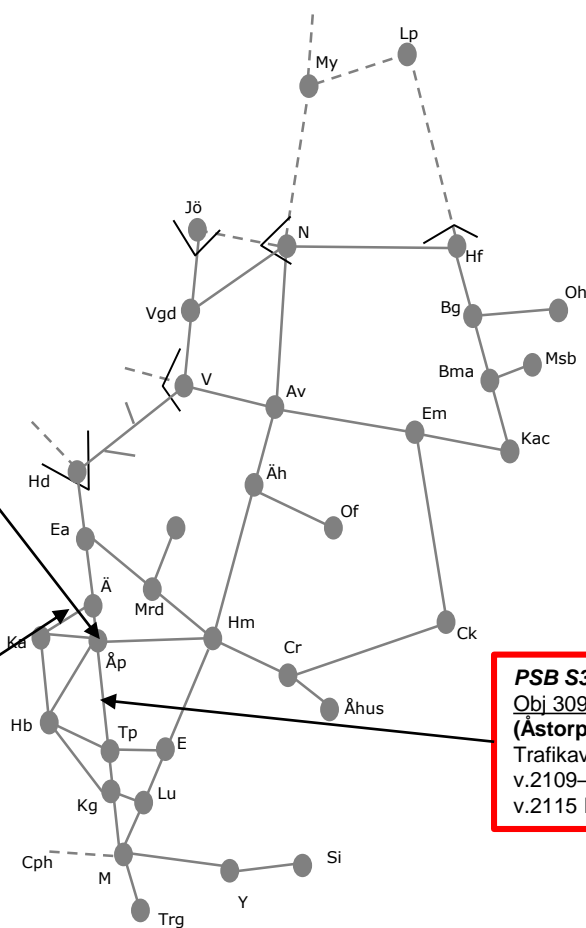 Lp
My
Jö
N
Hf
Oh
Bg
Vgd
Msb
Bma
V
Av
Em
Kac
Äh
Hd
Of
Ea
Ä
Mrd
Hm
Ka
Åp
Cr
Ck
Åhus
PSB S3
Obj 309
(Åstorp
Trafikav
v.2109–
v.2115
Hb
Tp
E
Kg
Lu
Cph
M
Si
Y
Trg